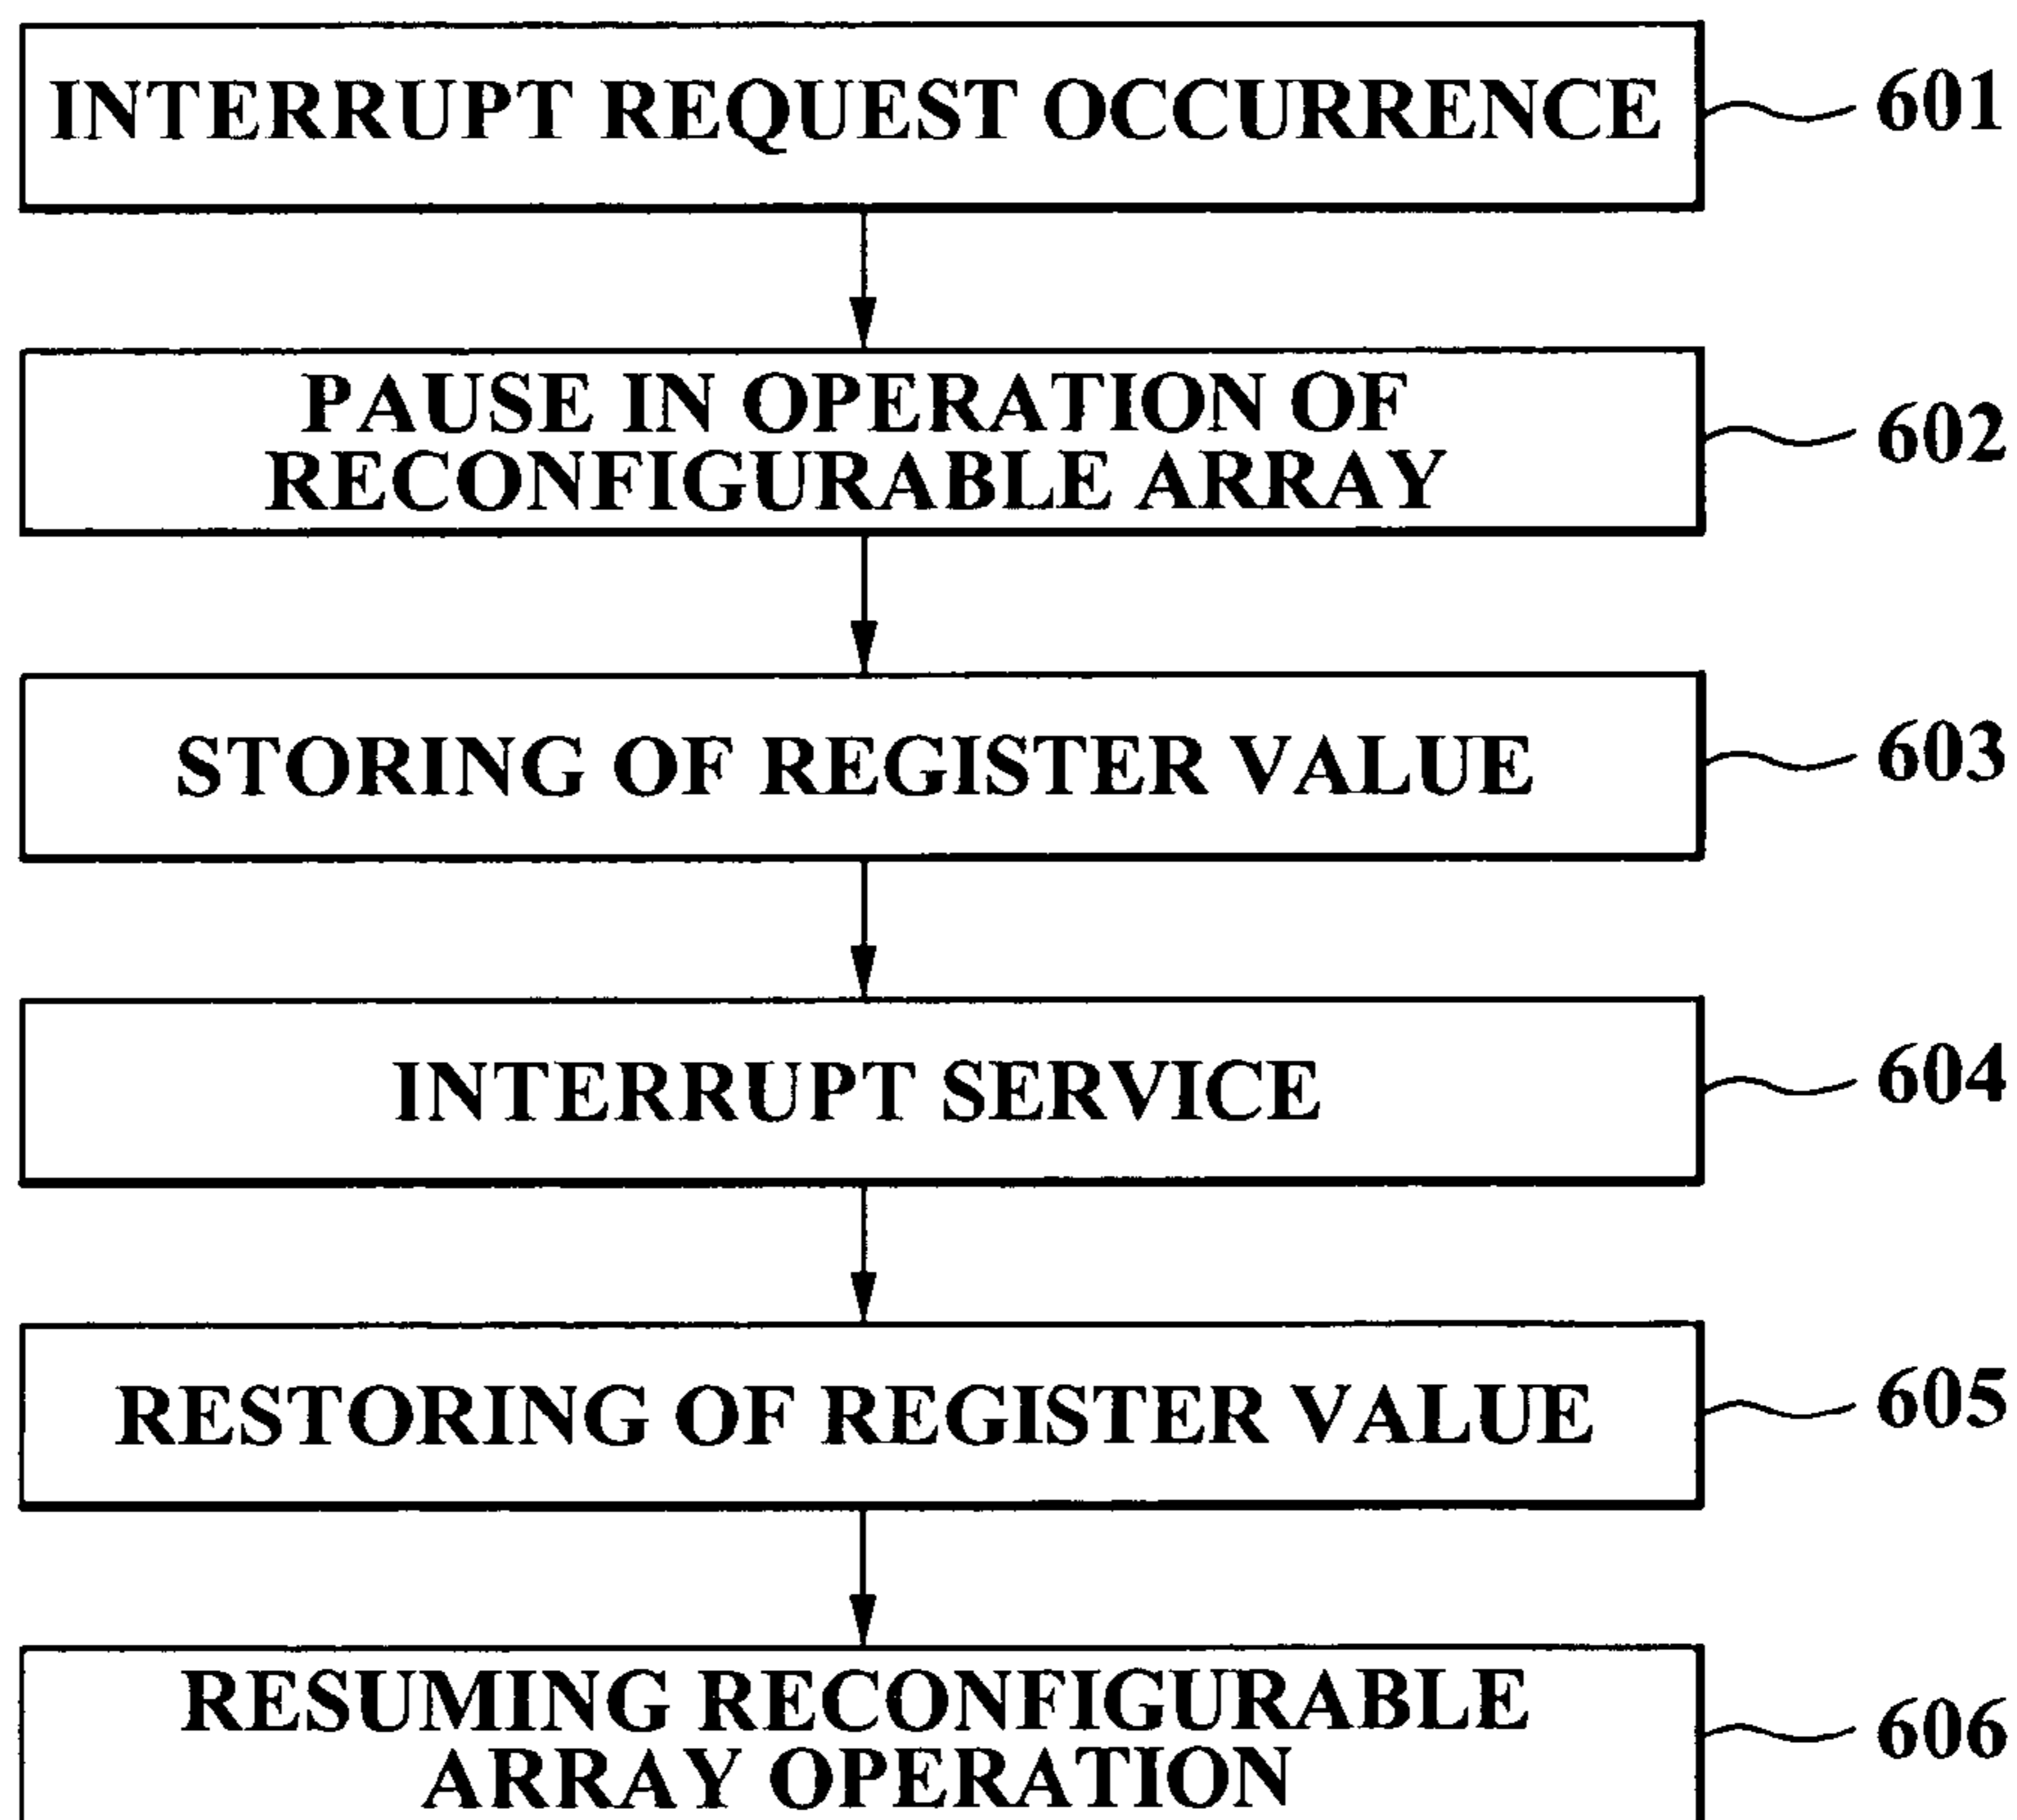 INTERRUPT REQUEST OCCURRENCE
601
PAUSE IN OPERATION OF
RECONFIGURABLE ARRAY
602
STORING OF REGISTER VALUE
603
INTERRUPT SERVICE
604
RESTORING OF REGISTER VALUE
605
RESUMING RECONFIGURABLE
ARRAY OPERATION
606